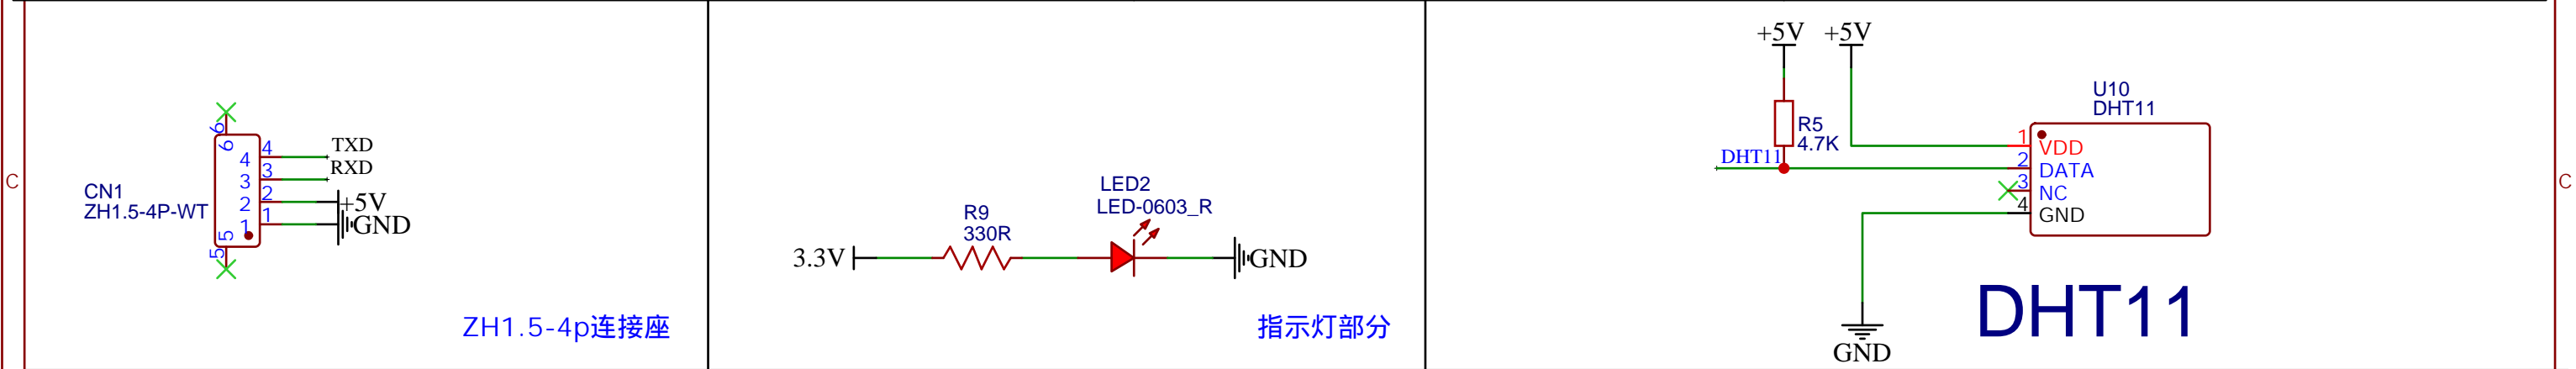 C
6
6
4
4
TXD
3
3
RXD
CN1
ZH1.5-4P-WT
2
2
+5V
1
1
GND
5
5
ZH1.5-4p连接座
3.3V
R9
330R
LED2
LED-0603_R
GND
指示灯部分
+5V
+5V
R5
4.7K
DHT11
U10
DHT11
1
VDD
2
DATA
3
NC
4
GND
GND
DHT11
C